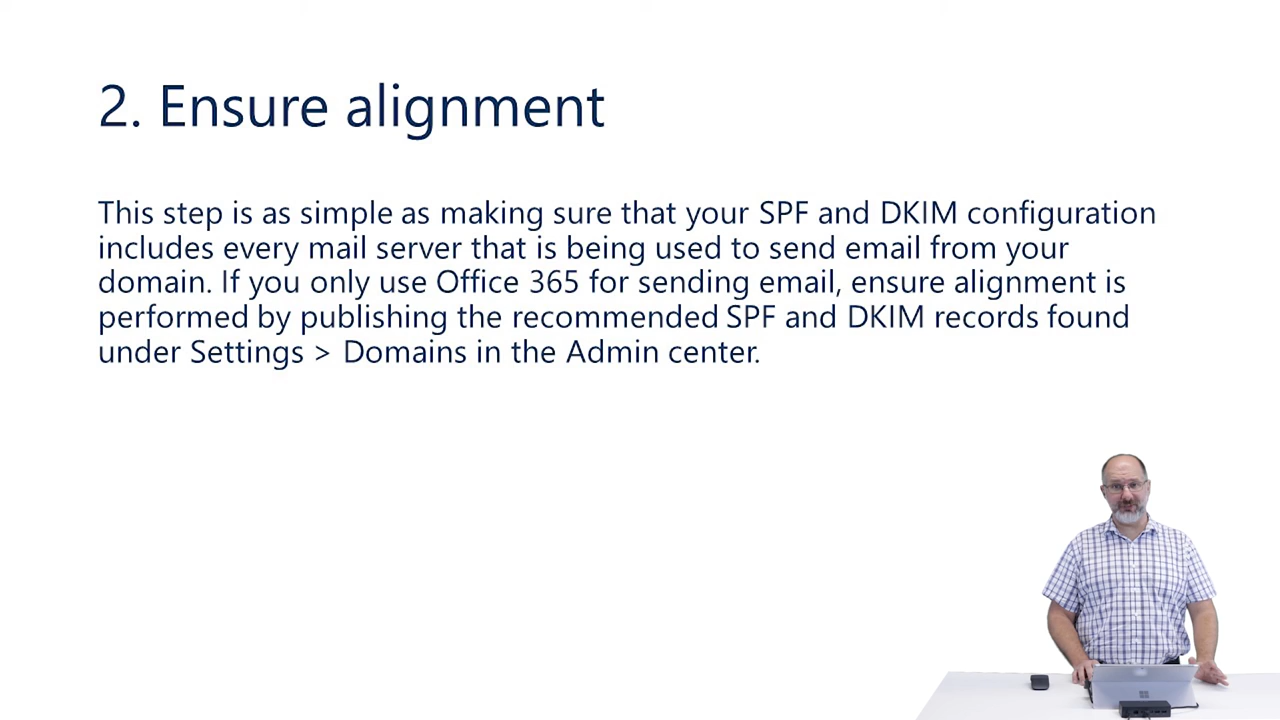 2. Ensure alignment
This step is as simple as making sure that your SPF and DKIM configuration
includes every mail server that is being used to send email from your
domain. If you only use Office 365 for sending email, ensure alignment is
performed by publishing the recommended SPF and DKIM records found
under Settings > Domains in the Admin center.